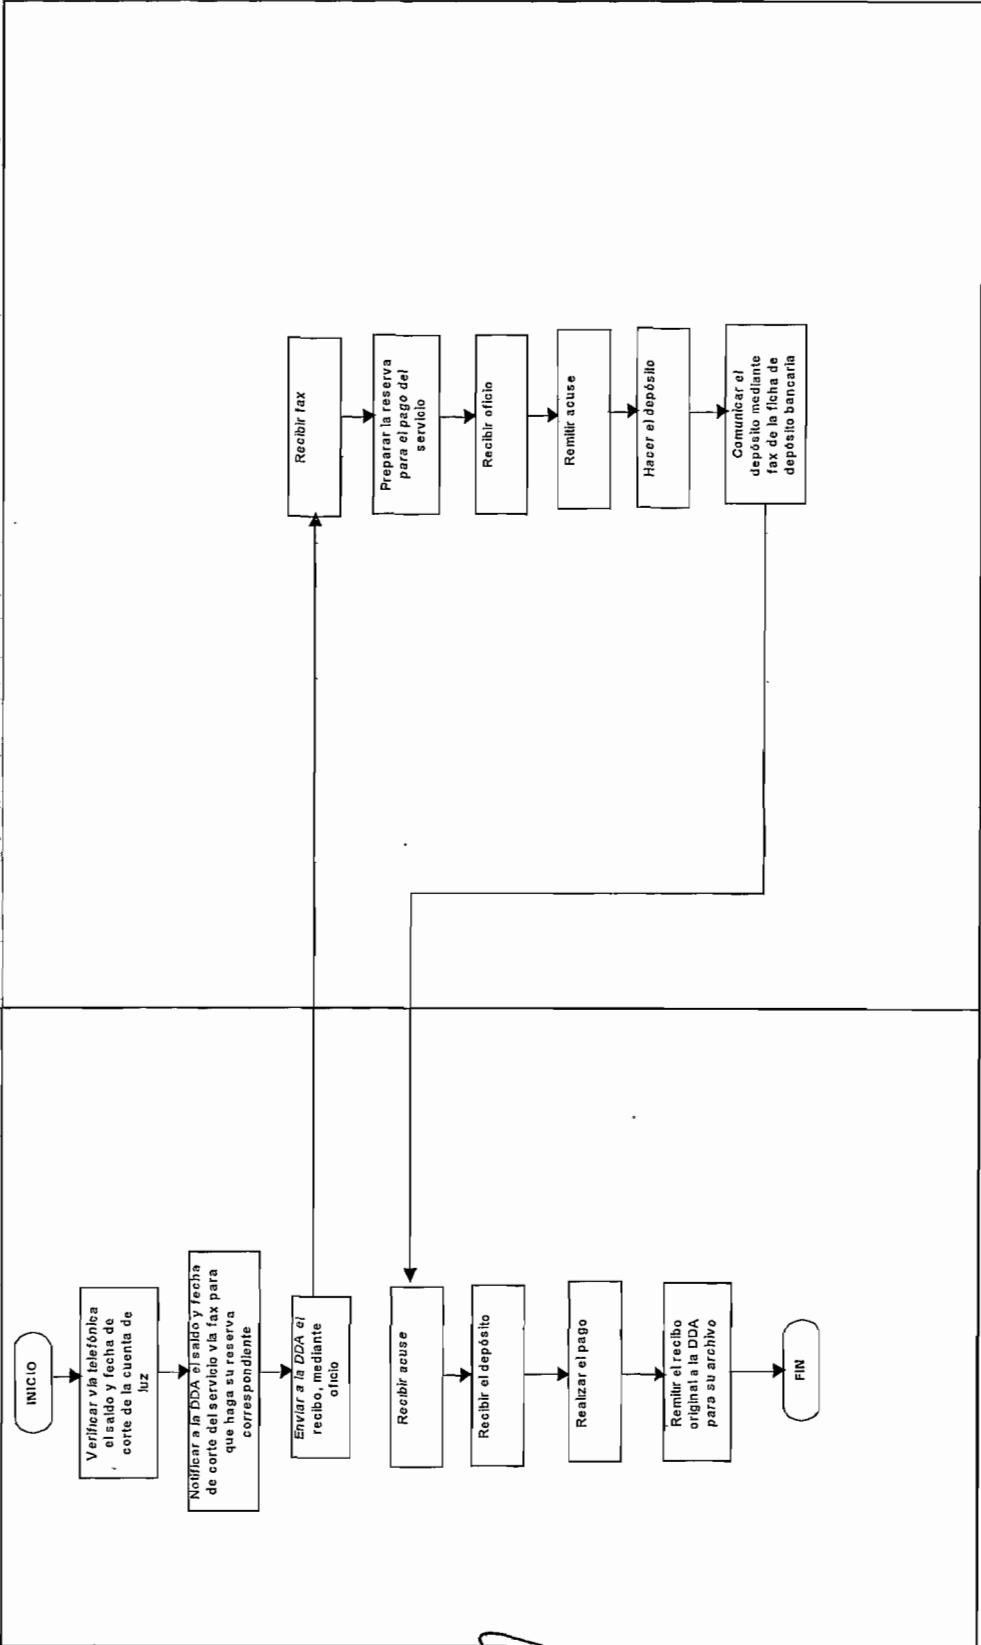 INICIO
Verificar vía telefónica
el saldo y fecha de
corte de la cuenta de
luz
Notificar a la DDA el saldo y fecha
de corte del servicio vía fax para
que haga su reserva
correspondiente
Enviar a la DDA el
recibo, mediante
oficio
Recibir fax
Preparar la reserva
para el pago del
servicio
Recibir oficio
Remitir acuse
Hacer el depósito
Comunicar el
depósito mediante
fax de la ficha de
depósito bancaria
Recibir acuse
Recibir el depósito
Realizar el pago
Remitir el recibo
original a la DDA
para su archivo
FIN